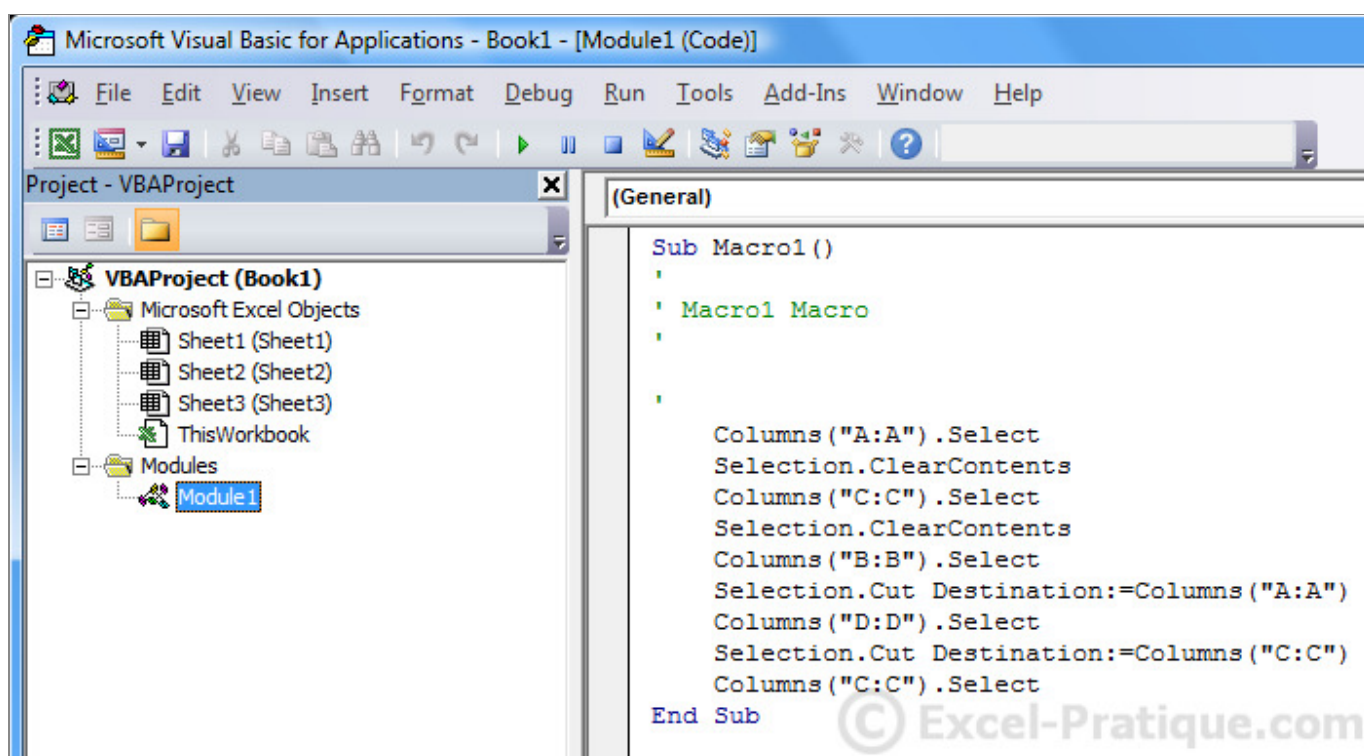 Microsoft Visual Basic for Applications - Book1 - [Module1 (Code)]
File Edit View Insert Format Debug Run Tools Add-Ins Window Help
Project - VBAProject
VBAProject (Book1)
Microsoft Excel Objects
Sheet1 (Sheet1)
Sheet2 (Sheet2)
Sheet3 (Sheet3)
ThisWorkbook
Modules
Module1
(General)
Sub Macro1()
'
' Macro1 Macro
'
'
Columns("A:A").Select
Selection.ClearContents
Columns("C:C").Select
Selection.ClearContents
Columns("B:B").Select
Selection.Cut Destination:=Columns("A:A")
Columns("D:D").Select
Selection.Cut Destination:=Columns("C:C")
Columns("C:C").Select
End Sub
© Excel-Pratique.com